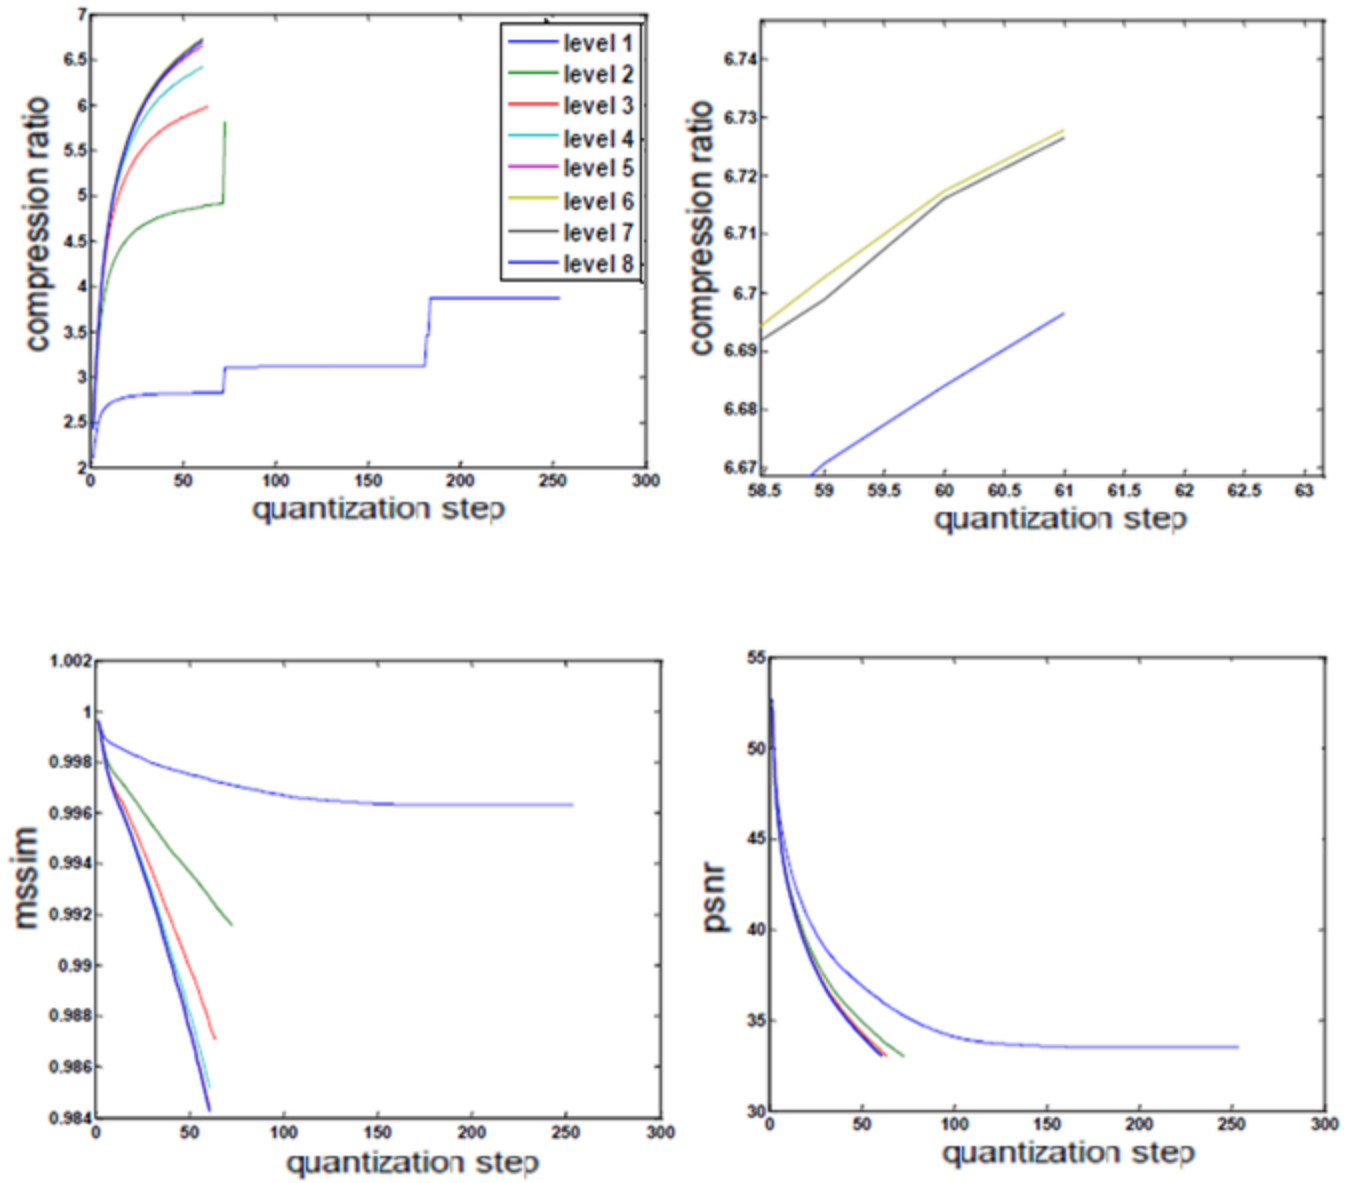 compression ratio
7
6.5
6
5.5
5
4.5
4
3.5
3
2.5
2
0 50 100 150 200 250 300
quantization step
level 1
level 2
level 3
level 4
level 5
level 6
level 7
level 8
compression ratio
6.74
6.73
6.72
6.71
6.7
6.69
6.68
6.67
58.5 59 59.5 60 60.5 61 61.5 62 62.5 63
quantization step
mssim
1.002
1
0.998
0.996
0.994
0.992
0.99
0.988
0.986
0.984
0 50 100 150 200 250 300
quantization step
psnr
55
50
45
40
35
30
0 50 100 150 200 250 300
quantization step